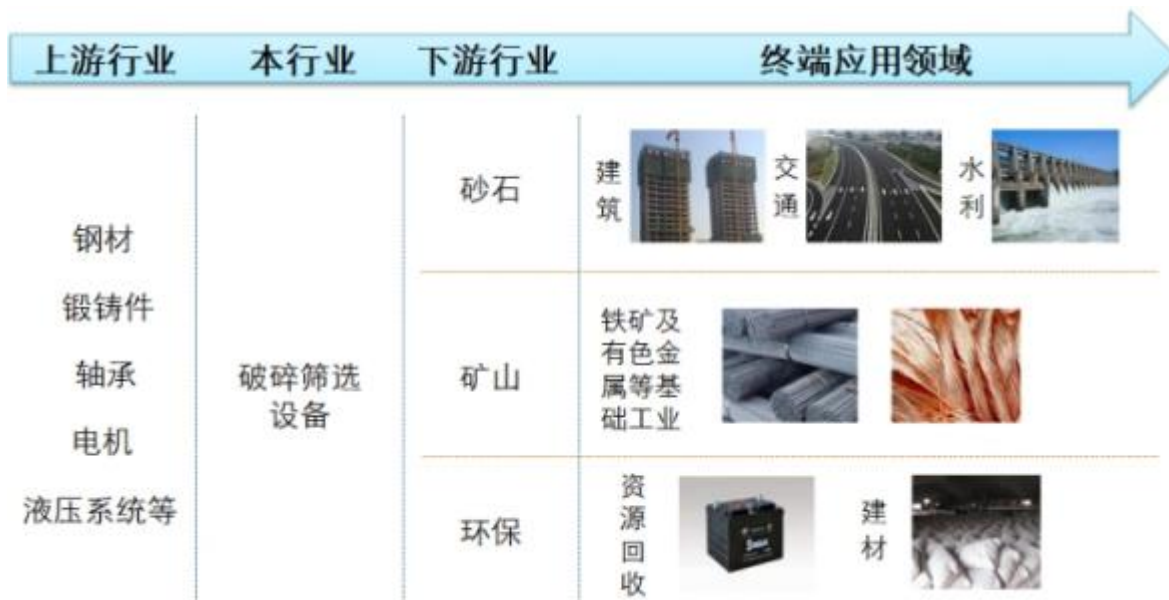 上游行业
本行业
下游行业
终端应用领域
钢材
锻铸件
轴承
电机
液压系统等
破碎筛选
设备
砂石
建筑
交通
水利
矿山
铁矿及
有色金
属等基
础工业
环保
资源回收
建材